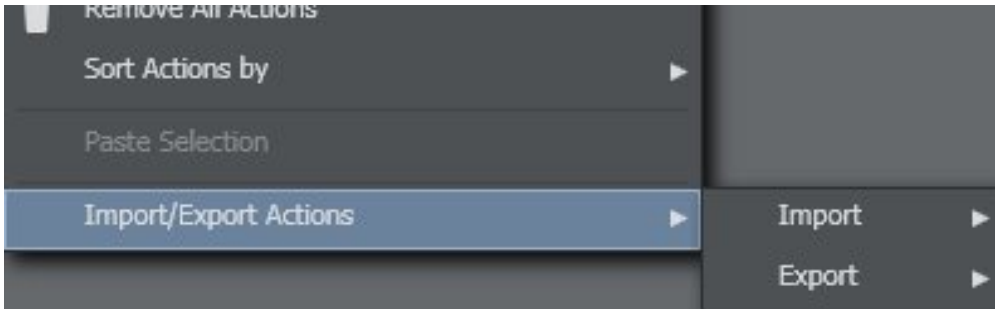 Remove All Actions
Sort Actions by
Paste Selection
Import/Export Actions
Import
Export